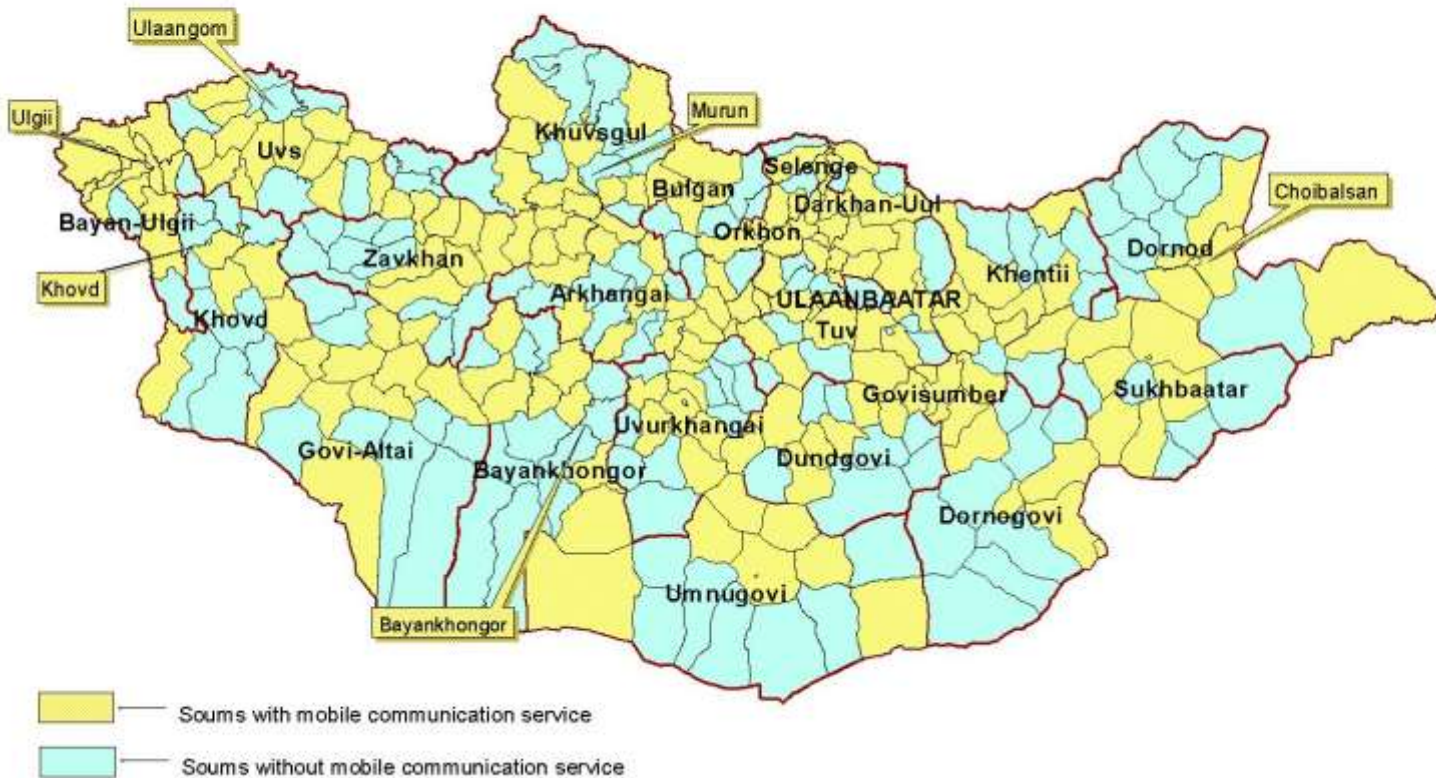 Ulaangom
Ulgii
Murun
Khuvsgul
Uvs
Selenge
Bulgan
Choibalsan
Darkhan-Uul
Bayan-Ulgii
Orkhon
Dornod
Zavkhan
Khentii
Khovd
Arkhangai
ULAANBAATAR
Khovd
Tuv
Govisumber
Sukhbaatar
Uvurkhangai
Govi-Altai
Bayankhongor
Dundgovi
Dornogovi
Umnugovi
Bayankhongor
Soums with mobile communication service
Soums without mobile communication service